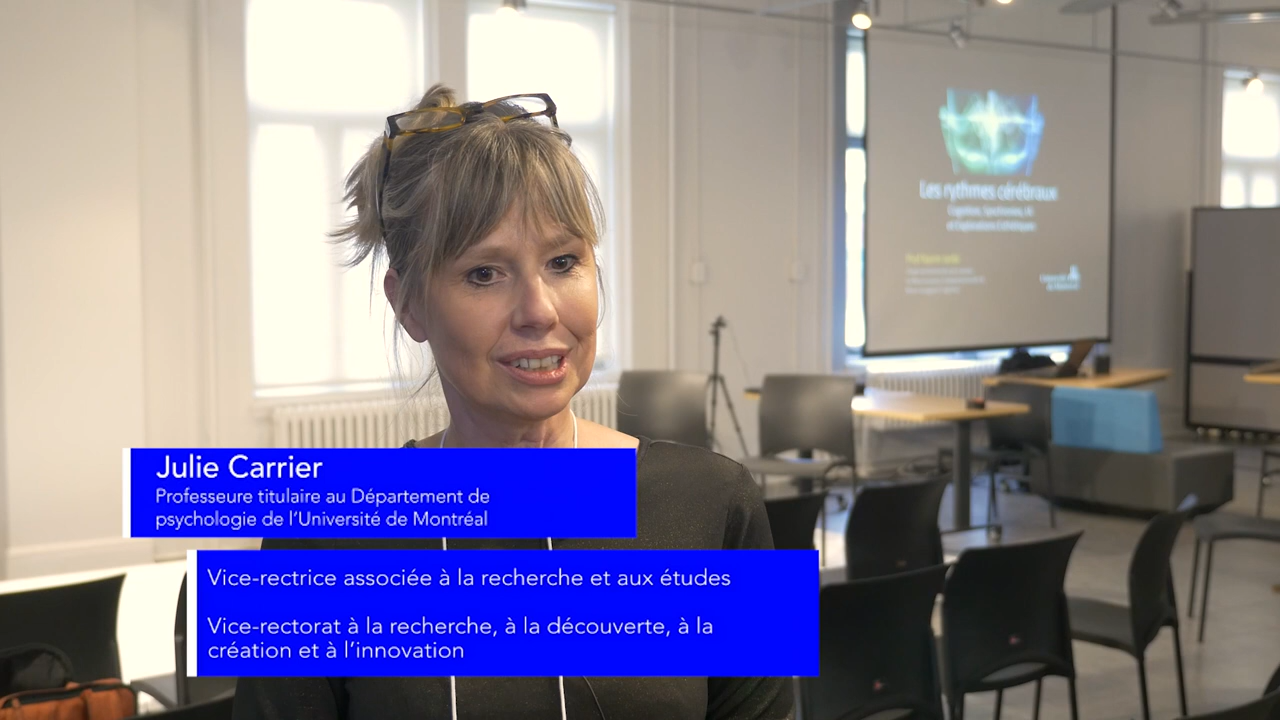 Les rythmes cérébraux
Julie Carrier
Professeure titulaire au Département de
psychologie de l'Université de Montréal
Vice-rectrice associée à la recherche et aux études
Vice-rectorat à la recherche, à la découverte, à la
création et à l'innovation